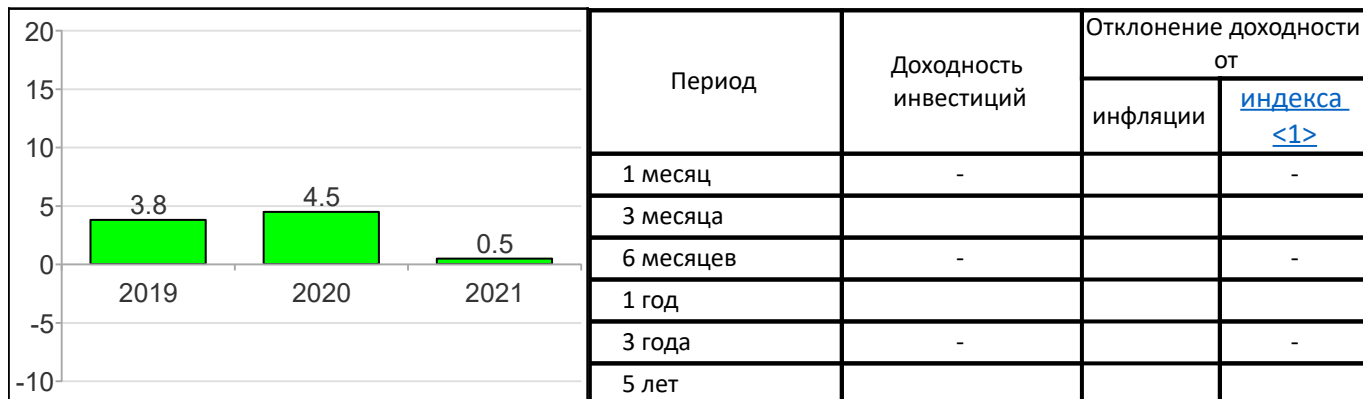 20
15
10
5
0
-5
-10
3.8
4.5
0.5
2019 2020 2021
Период
Доходность
инвестиций
Отклонение доходности
от
инфляции
индекса
<1>
1 месяц - -
3 месяца
6 месяцев - -
1 год
3 года - -
5 лет